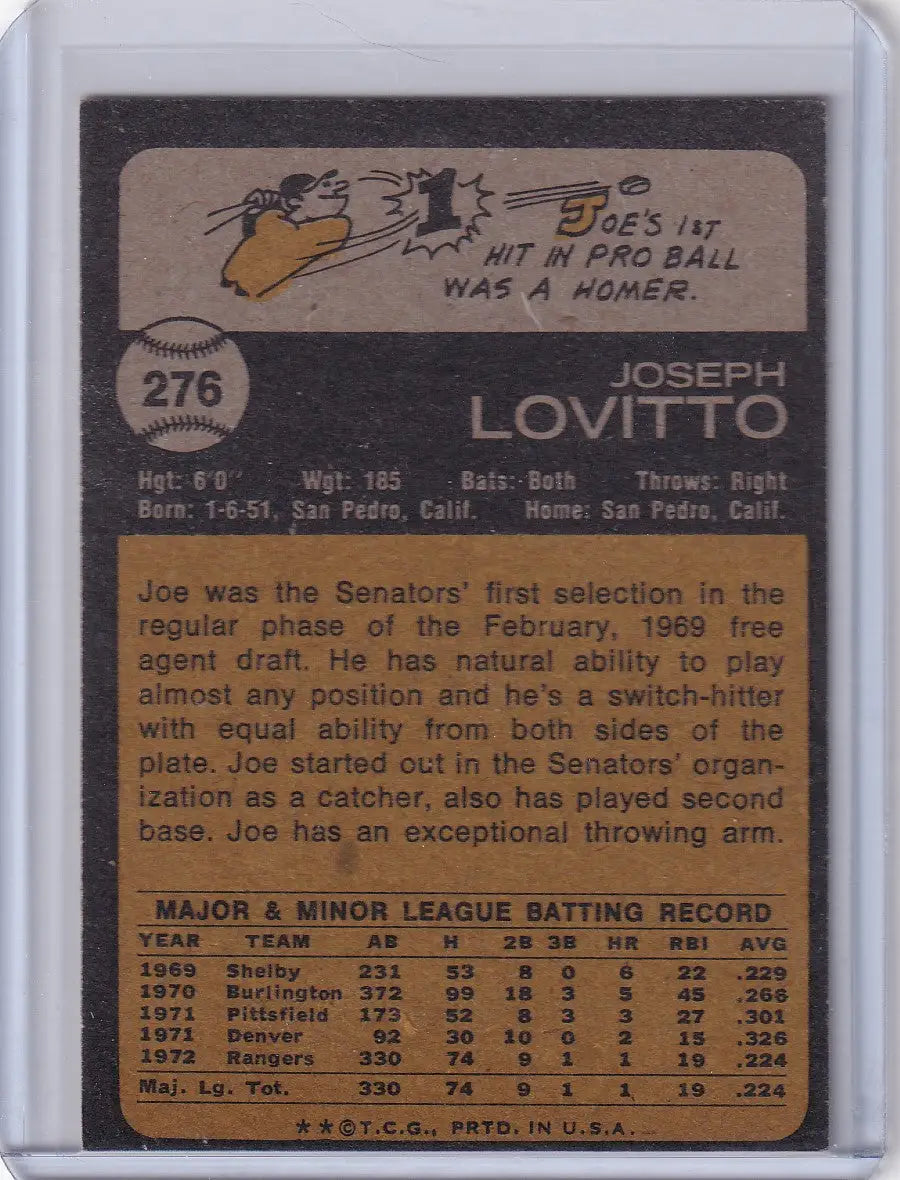 1
JOE'S 1ST
HIT IN PRO BALL
WAS A HOMER.
276
JOSEPH
LOVITTO
Hgt: 6'0" Wgt: 185 Bats: Both Throws: Right
Born: 1-6-51, San Pedro, Calif. Home: San Pedro, Calif.
Joe was the Senators' first selection in the
regular phase of the February, 1969 free
agent draft. He has natural ability to play
almost any position and he's a switch-hitter
with equal ability from both sides of the
plate. Joe started out in the Senators' organ-
ization as a catcher, also has played second
base. Joe has an exceptional throwing arm.
MAJOR & MINOR LEAGUE BATTING RECORD
YEAR TEAM AB H 2B 3B HR RBI AVG
1969 Shelby 231 53 8 0 6 22 .229
1970 Burlington 372 99 18 3 5 45 .266
1971 Pittsfield 173 52 8 3 3 27 .301
1971 Denver 92 30 10 0 2 15 .326
1972 Rangers 330 74 9 1 1 19 .224
Maj. Lg. Tot. 330 74 9 1 1 19 .224
**©T.C.G., PRTD. IN U.S.A.